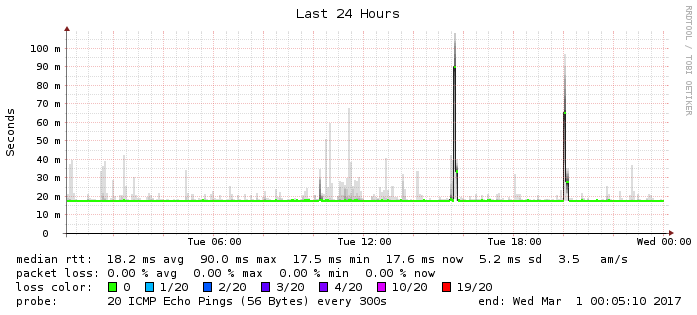 Last 24 Hours
RRDTOOL / TOBI OETIKER
Seconds
100 m
90 m
80 m
70 m
60 m
50 m
40 m
30 m
20 m
10 m
0
Tue 06:00 Tue 12:00 Tue 18:00 Wed 00:00
median rtt: 18.2 ms avg 90.0 ms max 17.5 ms min 17.6 ms now 5.2 ms sd 3.5 am/s
packet loss: 0.00 % avg 0.00 % max 0.00 % min 0.00 % now
loss color: 0 1/20 2/20 3/20 4/20 10/20 19/20
probe: 20 ICMP Echo Pings (56 Bytes) every 300s end: Wed Mar 1 00:05:10 2017